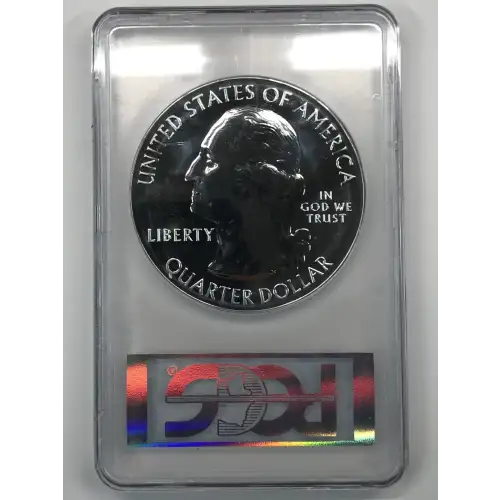 UNITED STATES OF AMERICA
IN
GOD WE
TRUST
LIBERTY
QUARTER DOLLAR